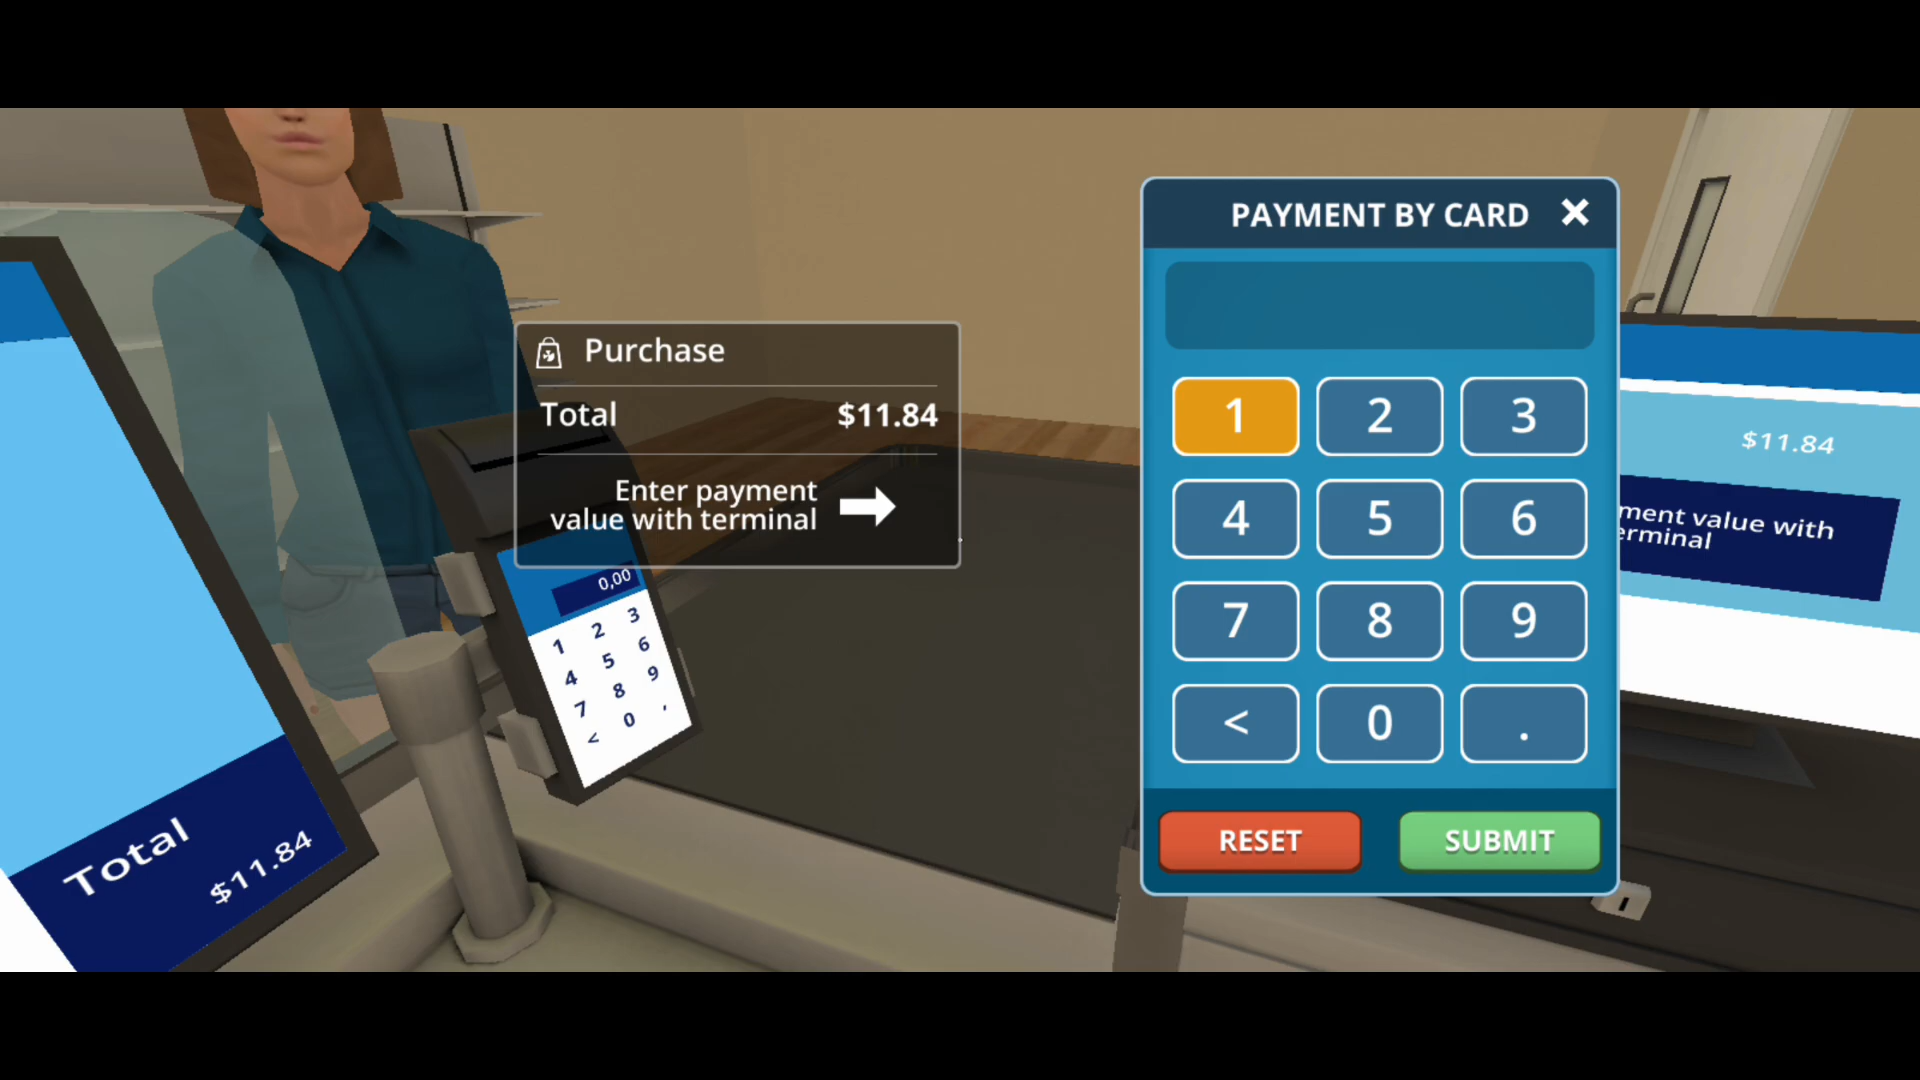 Purchase
Total $11.84
Enter payment
value with terminal
0,00
1 2 3
4 5 6
7 8 9
< 0 ,
Total
$11.84
PAYMENT BY CARD
1 2 3
4 5 6
7 8 9
< 0 .
RESET SUBMIT
$11.84
ment value with
erminal